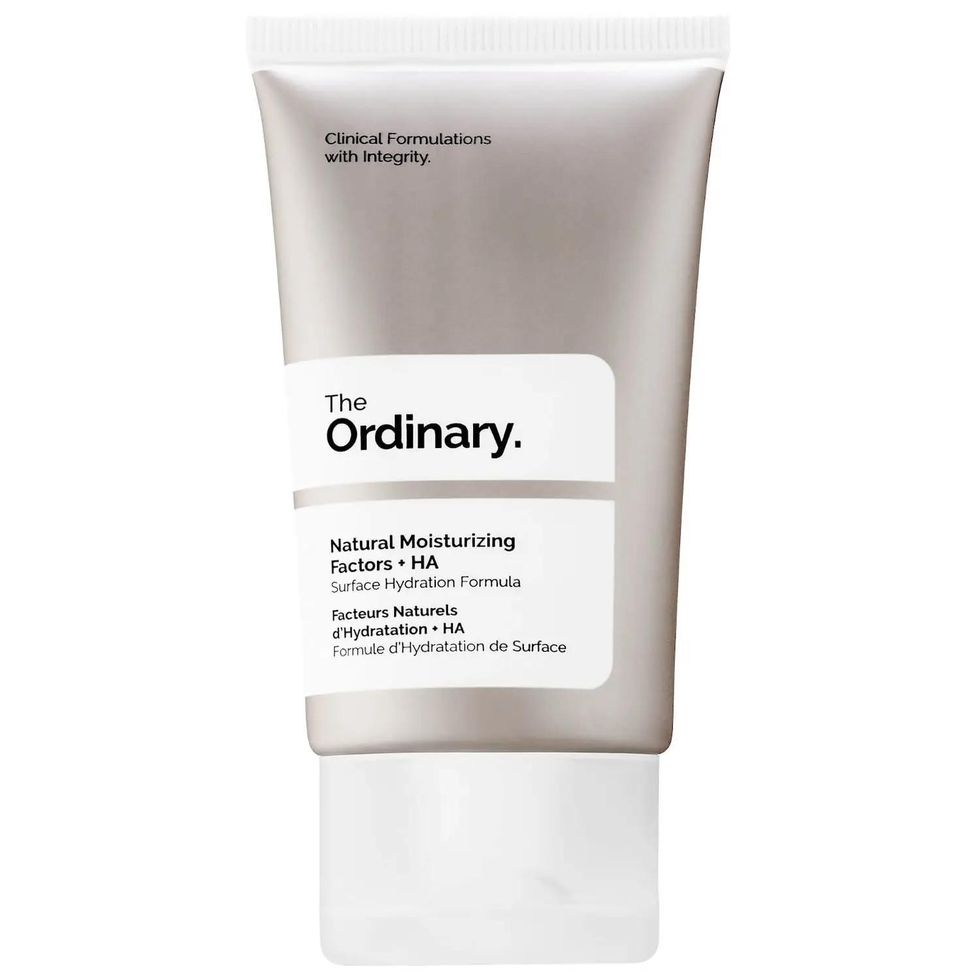 Clinical Formulations
with Integrity.
The
Ordinary.
Natural Moisturizing
Factors + HA
Surface Hydration Formula
Facteurs Naturels
d'Hydratation + HA
Formule d'Hydratation de Surface